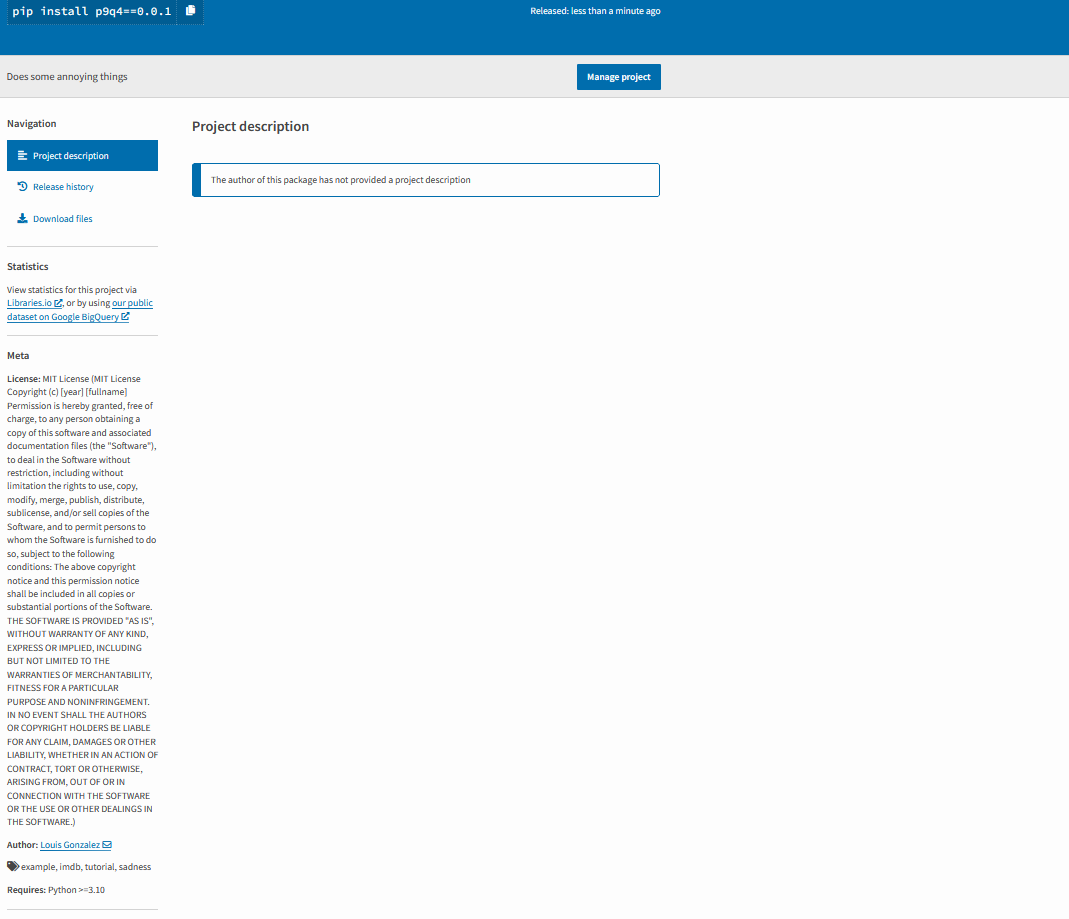 pip install p9q4==0.0.1
Released: less than a minute ago
Does some annoying things
Manage project
Navigation
Project description
Release history
Download files
Statistics
View statistics for this project via
Libraries.io, or by using our public
dataset on Google BigQuery
Meta
License: MIT License (MIT License
Copyright (c) [year] [fullname]
Permission is hereby granted, free of
charge, to any person obtaining a
copy of this software and associated
documentation files (the "Software"),
to deal in the Software without
restriction, including without
limitation the rights to use, copy,
modify, merge, publish, distribute,
sublicense, and/or sell copies of the
Software, and to permit persons to
whom the Software is furnished to do
so, subject to the following
conditions: The above copyright
notice and this permission notice
shall be included in all copies or
substantial portions of the Software.
THE SOFTWARE IS PROVIDED "AS IS",
WITHOUT WARRANTY OF ANY KIND,
EXPRESS OR IMPLIED, INCLUDING
BUT NOT LIMITED TO THE
WARRANTIES OF MERCHANTABILITY,
FITNESS FOR A PARTICULAR
PURPOSE AND NONINFRINGEMENT.
IN NO EVENT SHALL THE AUTHORS
OR COPYRIGHT HOLDERS BE LIABLE
FOR ANY CLAIM, DAMAGES OR OTHER
LIABILITY, WHETHER IN AN ACTION OF
CONTRACT, TORT OR OTHERWISE,
ARISING FROM, OUT OF OR IN
CONNECTION WITH THE SOFTWARE
OR THE USE OR OTHER DEALINGS IN
THE SOFTWARE.)
Author: Louis Gonzalez
example, imdb, tutorial, sadness
Requires: Python >=3.10
Project description
The author of this package has not provided a project description